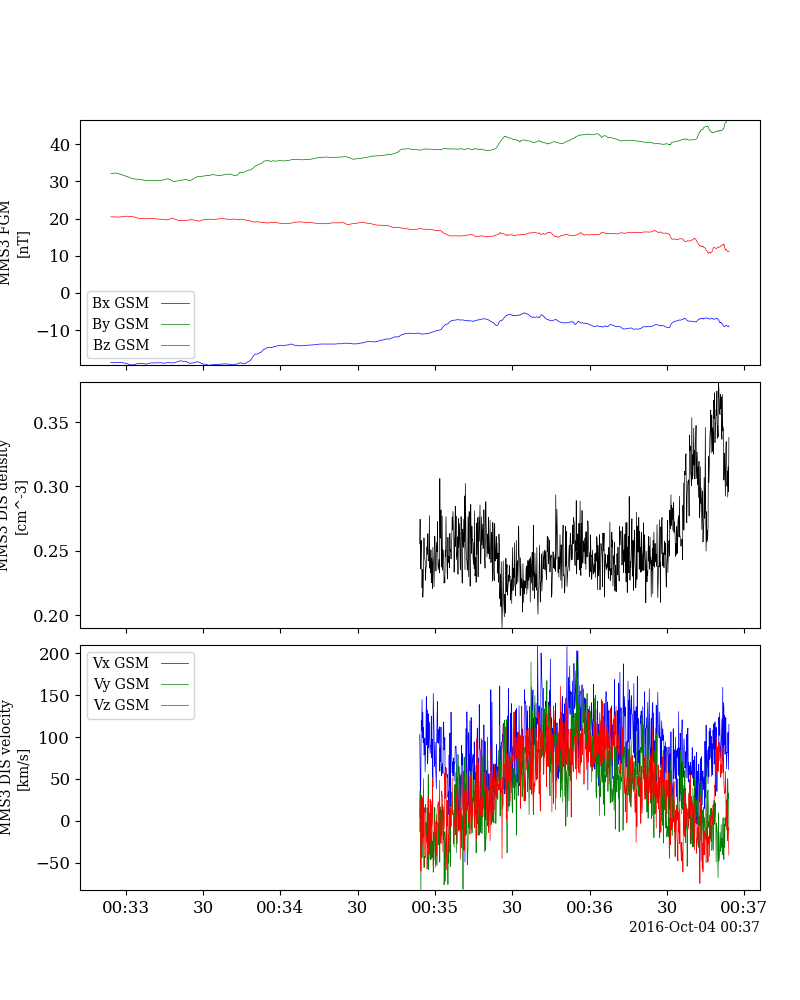 40
30
20
10
0
−10
MMS3 FGM
[nT]
Bx GSM
By GSM
Bz GSM
0.35
0.30
0.25
0.20
MMS3 DIS density
[cm^-3]
200
150
100
50
0
−50
MMS3 DIS velocity
[km/s]
Vx GSM
Vy GSM
Vz GSM
00:33 30 00:34 30 00:35 30 00:36 30 00:37
2016-Oct-04 00:37